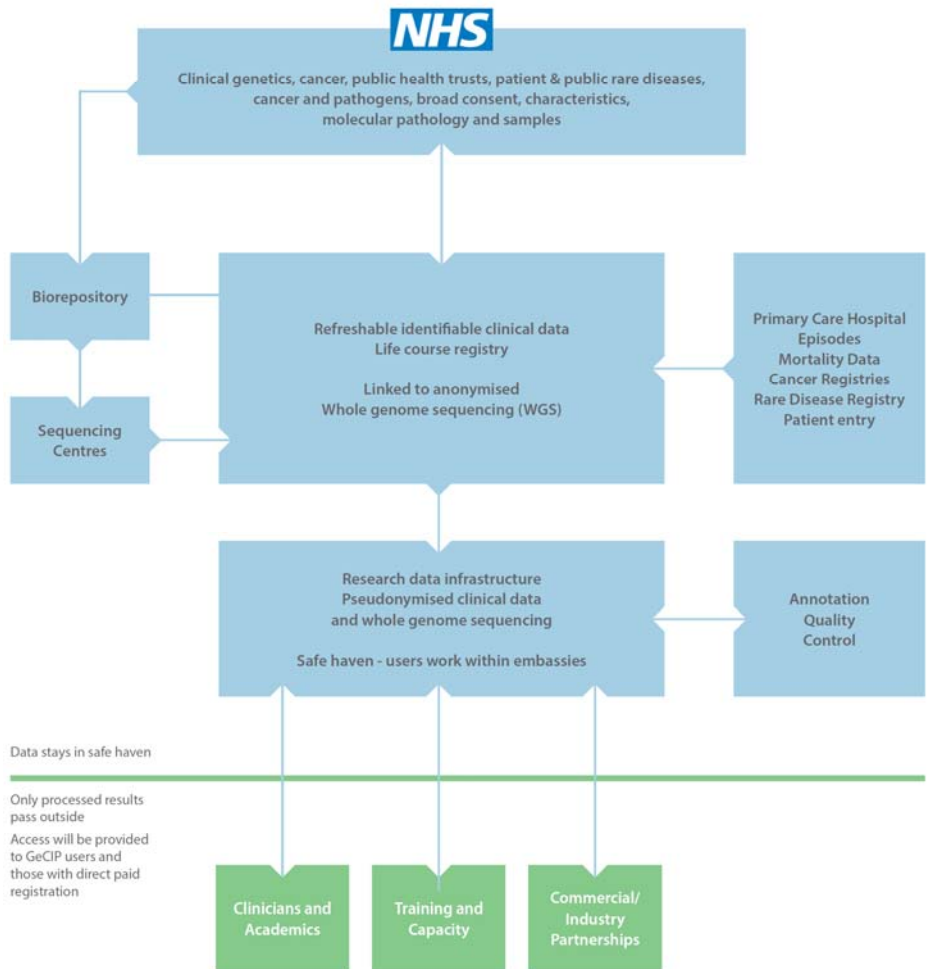 NHS
Clinical genetics, cancer, public health trusts, patient & public rare diseases,
cancer and pathogens, broad consent, characteristics,
molecular pathology and samples
Biorepository
Refreshable identifiable clinical data
Life course registry
Linked to anonymised
Whole genome sequencing (WGS)
Primary Care Hospital
Episodes
Mortality Data
Cancer Registries
Rare Disease Registry
Patient entry
Sequencing
Centres
Research data infrastructure
Pseudonymised clinical data
and whole genome sequencing
Safe haven - users work within embassies
Annotation
Quality
Control
Data stays in safe haven
Only processed results
pass outside
Access will be provided
to GeCIP users and
those with direct paid
registration
Clinicians and
Academics
Training and
Capacity
Commercial/
Industry
Partnerships